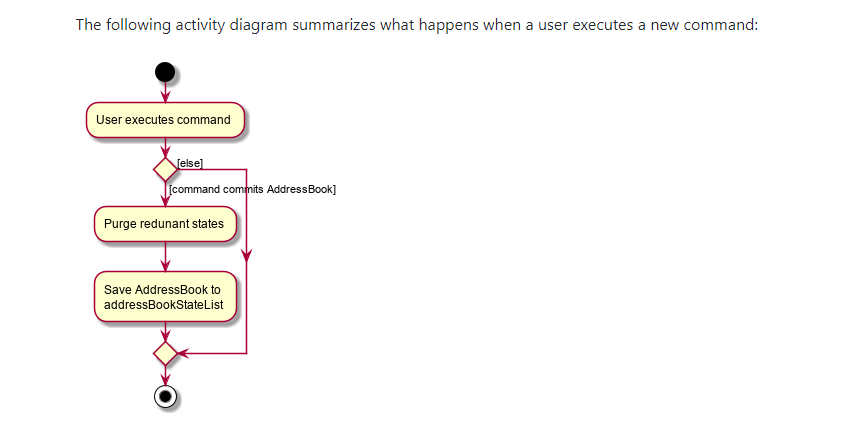 The following activity diagram summarizes what happens when a user executes a new command:
User executes command
[else]
[command commits AddressBook]
Purge redunant states
Save AddressBook to
addressBookStateList